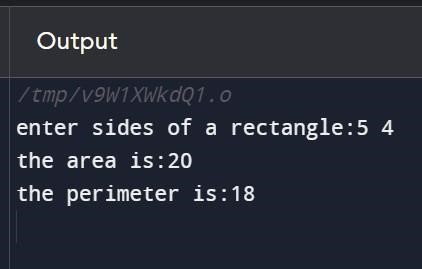 Output
/tmp/v9W1XWkdQ1.o
enter sides of a rectangle:5 4
the area is:20
the perimeter is:18